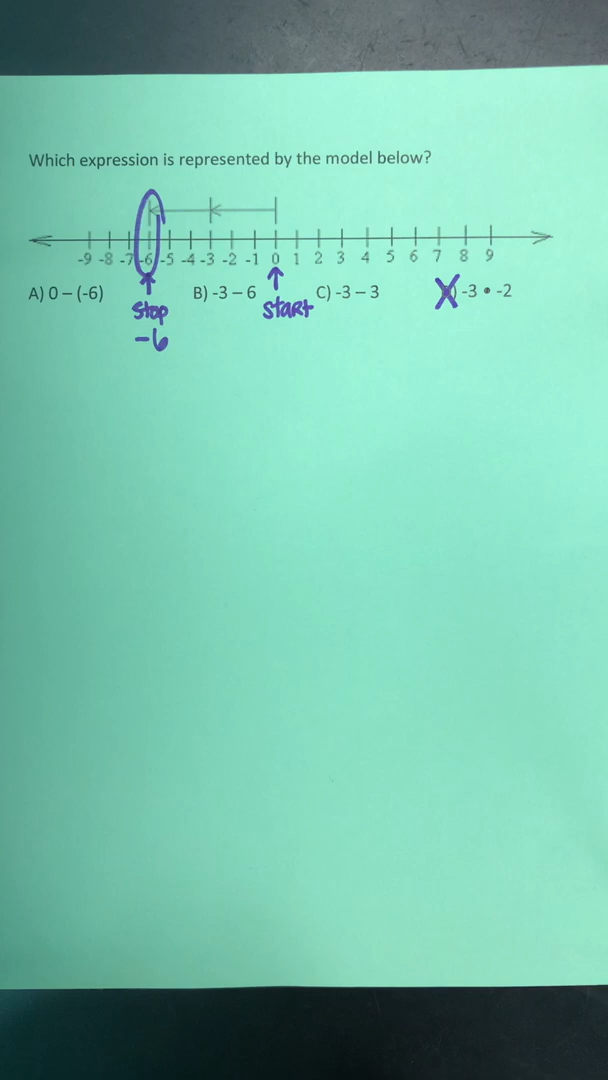 Which expression is represented by the model below?
-9 -8 -7 -6 -5 -4 -3 -2 -1 0 1 2 3 4 5 6 7 8 9
A) 0 – (-6) B) -3 – 6 C) -3 – 3 X) -3 • -2
Stop
start
-6